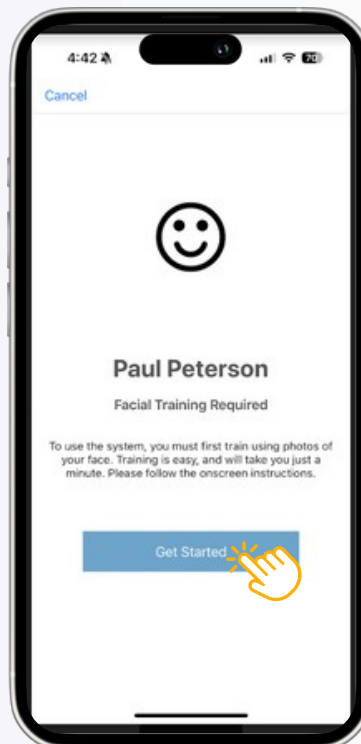 4:42
70
Cancel
Paul Peterson
Facial Training Required
To use the system, you must first train using photos of
your face. Training is easy, and will take you just a
minute. Please follow the onscreen instructions.
Get Started